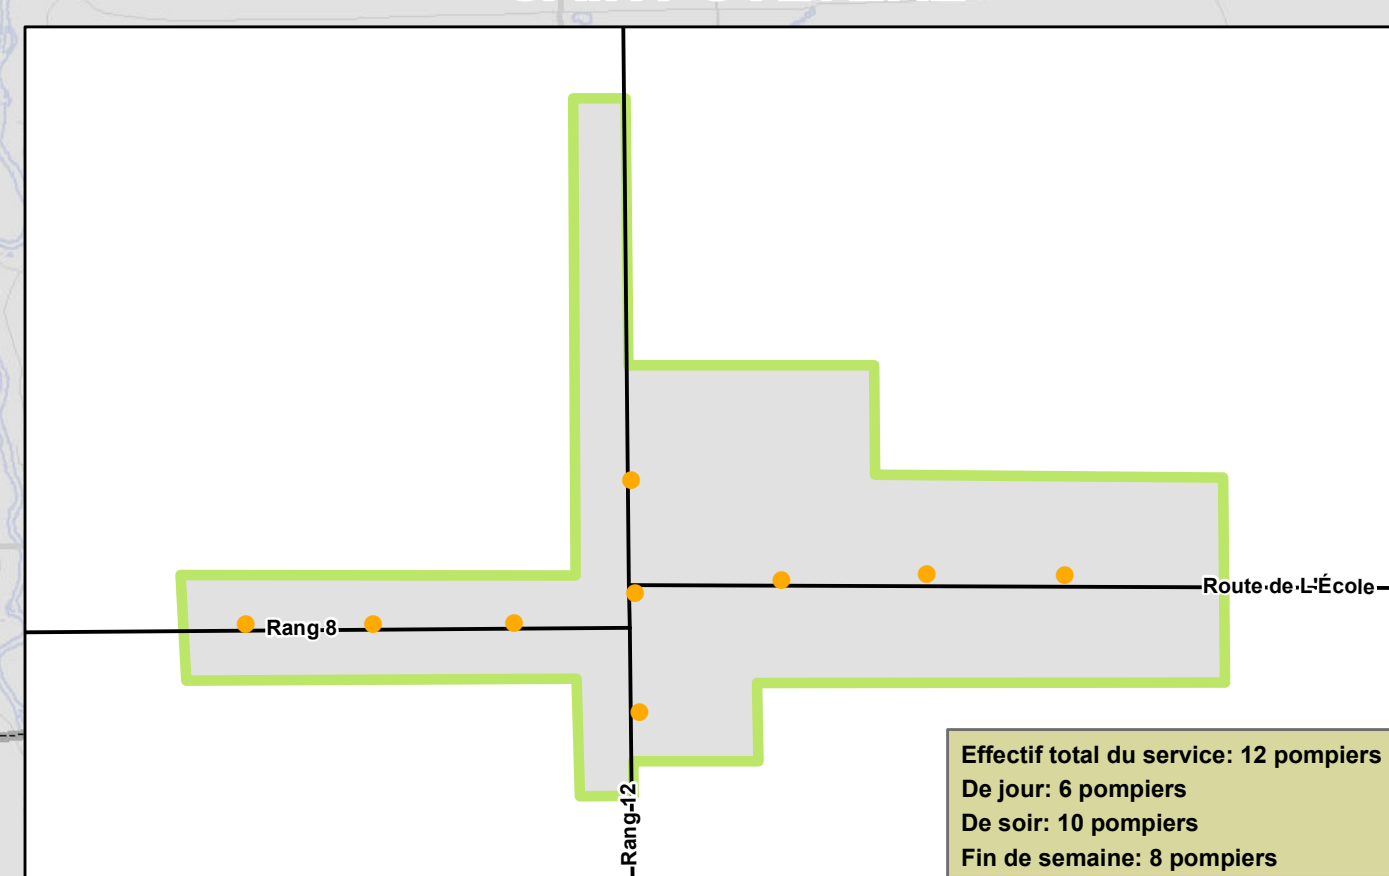 Rang 8
Route de L'École
Rang 12
Effectif total du service: 12 pompiers
De jour: 6 pompiers
De soir: 10 pompiers
Fin de semaine: 8 pompiers